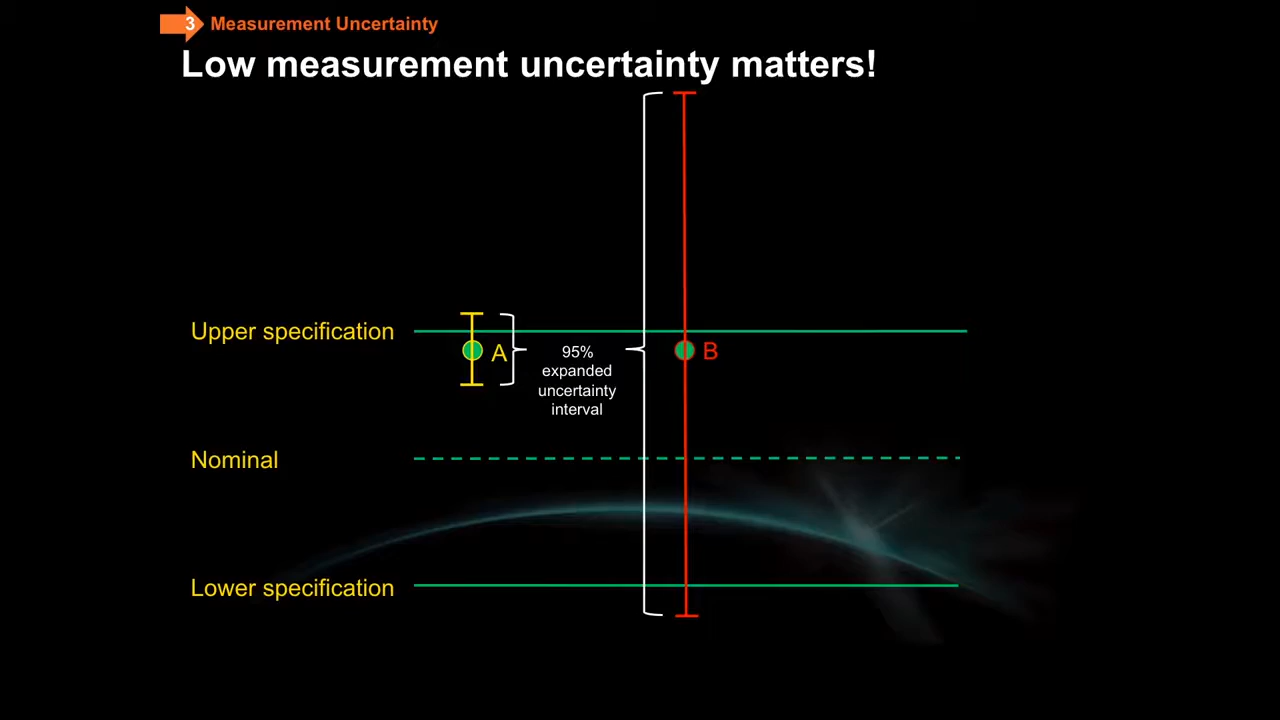 3 Measurement Uncertainty
Low measurement uncertainty matters!
Upper specification
A
95%
expanded
uncertainty
interval
B
Nominal
Lower specification